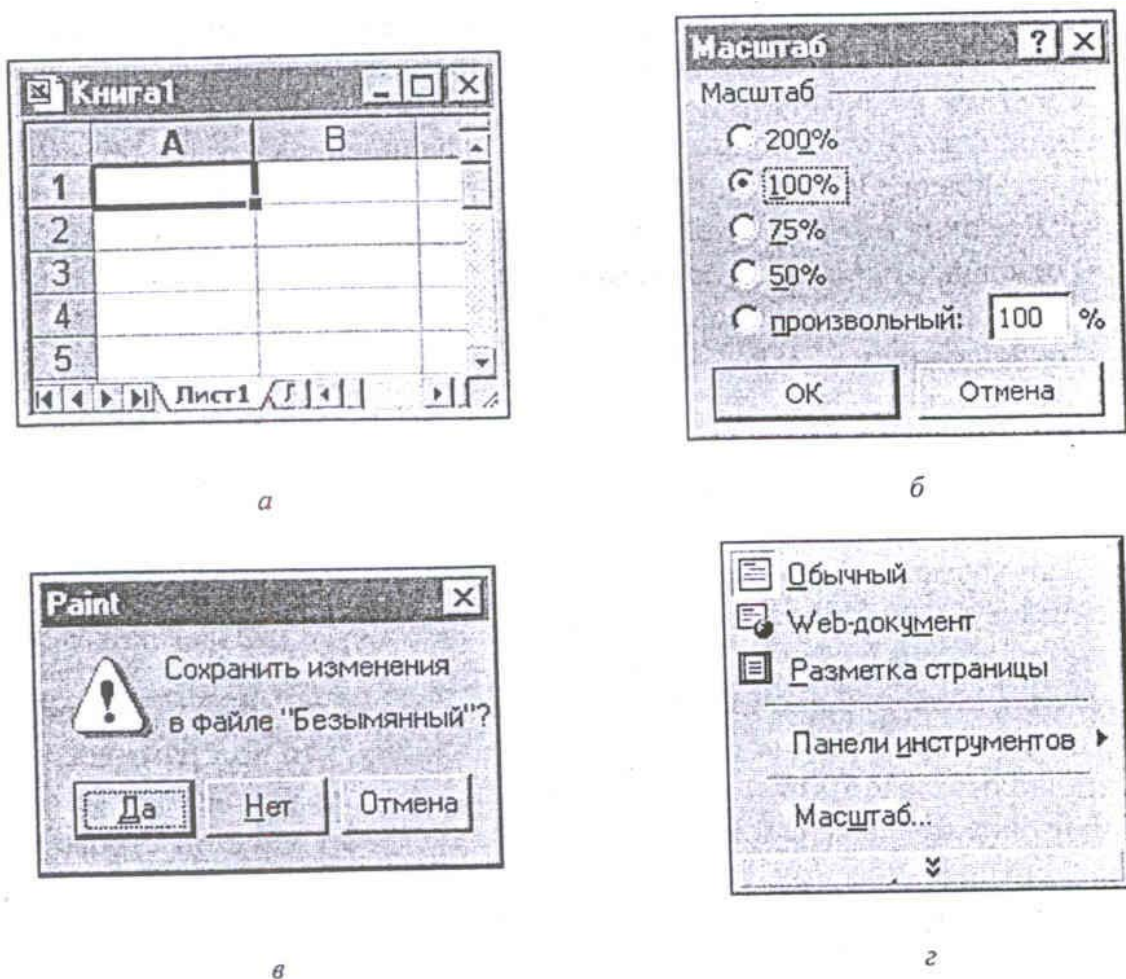 Книга1
A B
1
2
3
4
5
Лист1
а
Масштаб
Масштаб
200%
100%
75%
50%
произвольный: 100 %
ОК Отмена
б
Paint
Сохранить изменения
в файле "Безымянный"?
Да Нет Отмена
в
Обычный
Web-документ
Разметка страницы
Панели инструментов
Масштаб...
г